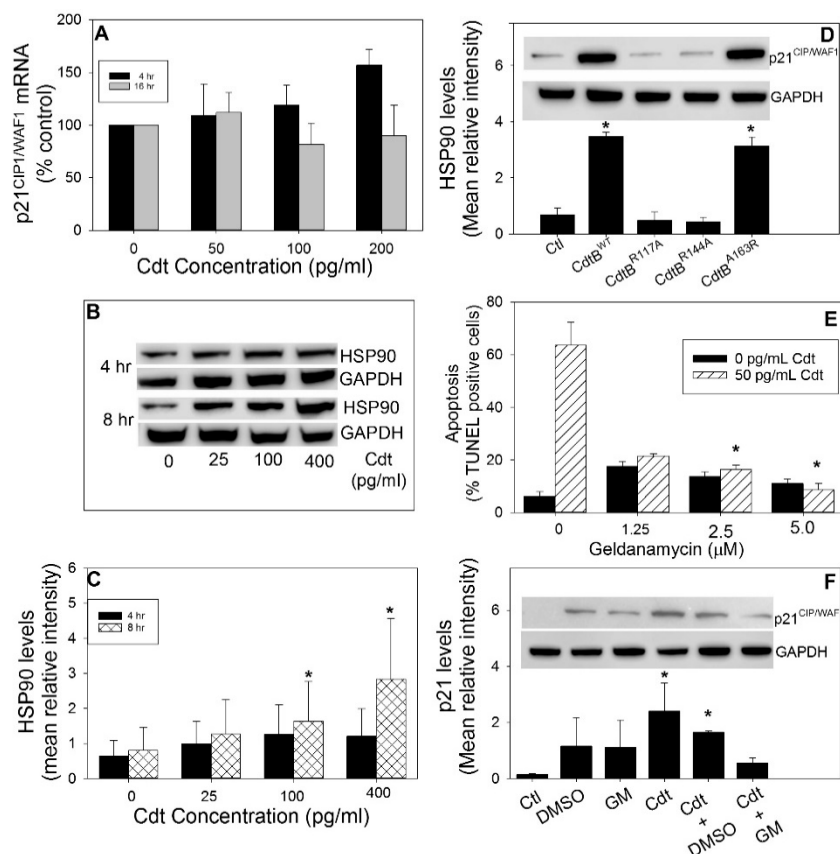 A
p21CIP1/WAF1 mRNA
(% control)
200
150
100
50
0
4 hr
16 hr
0 50 100 200
Cdt Concentration (pg/ml)
B
4 hr
HSP90
GAPDH
8 hr
HSP90
GAPDH
0 25 100 400
Cdt
(pg/ml)
C
HSP90 levels
(mean relative intensity)
6
5
4
3
2
1
0
4 hr
8 hr
*
*
0 25 100 400
Cdt Concentration (pg/ml)
D
HSP90 levels
(Mean relative intensity)
6
4
2
0
p21CIP/WAF1
GAPDH
*
*
Ctl CdtBWT CdtBR117A CdtBR144A CdtBA163R
E
Apoptosis
(% TUNEL positive cells)
80
60
40
20
0
0 pg/mL Cdt
50 pg/mL Cdt
*
*
0 1.25 2.5 5.0
Geldanamycin (μM)
F
p21 levels
(Mean relative intensity)
6
4
2
0
p21CIP/WAF
GAPDH
*
*
Ctl DMSO GM Cdt Cdt + DMSO Cdt + GM